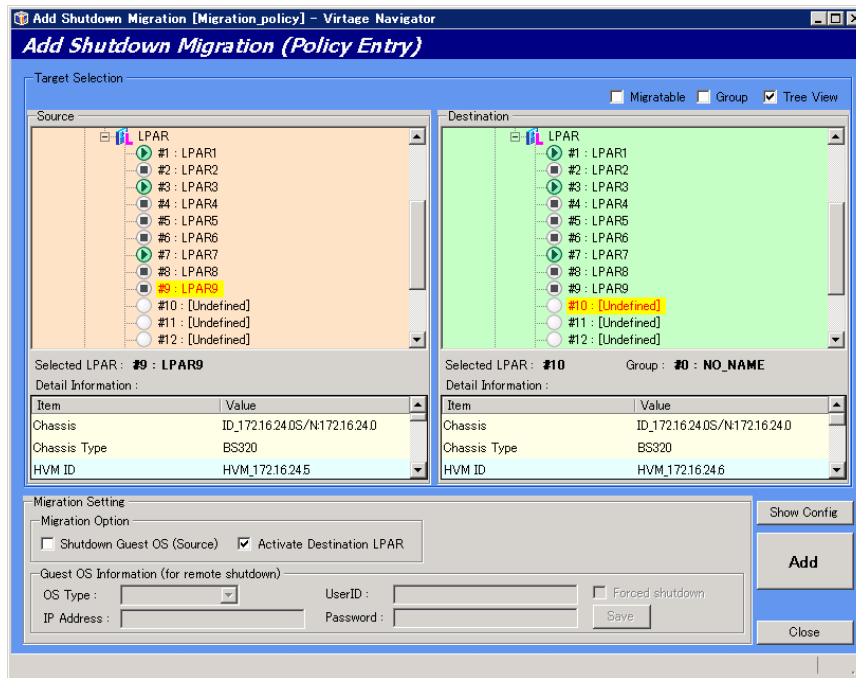 Add Shutdown Migration [Migration_policy] - Virtage Navigator
Add Shutdown Migration (Policy Entry)
Target Selection
Migratable Group Tree View
Source
LPAR
#1 : LPAR1
#2 : LPAR2
#3 : LPAR3
#4 : LPAR4
#5 : LPAR5
#6 : LPAR6
#7 : LPAR7
#8 : LPAR8
#9 : LPAR9
#10 : [Undefined]
#11 : [Undefined]
#12 : [Undefined]
Selected LPAR : #9 : LPAR9
Detail Information :
Item Value
Chassis ID_172.16.24.0S/N:172.16.24.0
Chassis Type BS320
HVM ID HVM_172.16.24.5
Destination
LPAR
#1 : LPAR1
#2 : LPAR2
#3 : LPAR3
#4 : LPAR4
#5 : LPAR5
#6 : LPAR6
#7 : LPAR7
#8 : LPAR8
#9 : LPAR9
#10 : [Undefined]
#11 : [Undefined]
#12 : [Undefined]
Selected LPAR : #10 Group : #0 : NO_NAME
Detail Information :
Item Value
Chassis ID_172.16.24.0S/N:172.16.24.0
Chassis Type BS320
HVM ID HVM_172.16.24.6
Migration Setting
Migration Option
Shutdown Guest OS (Source) Activate Destination LPAR
Guest OS Information (for remote shutdown)
OS Type : UserID : Forced shutdown
IP Address : Password : Save
Show Config
Add
Close